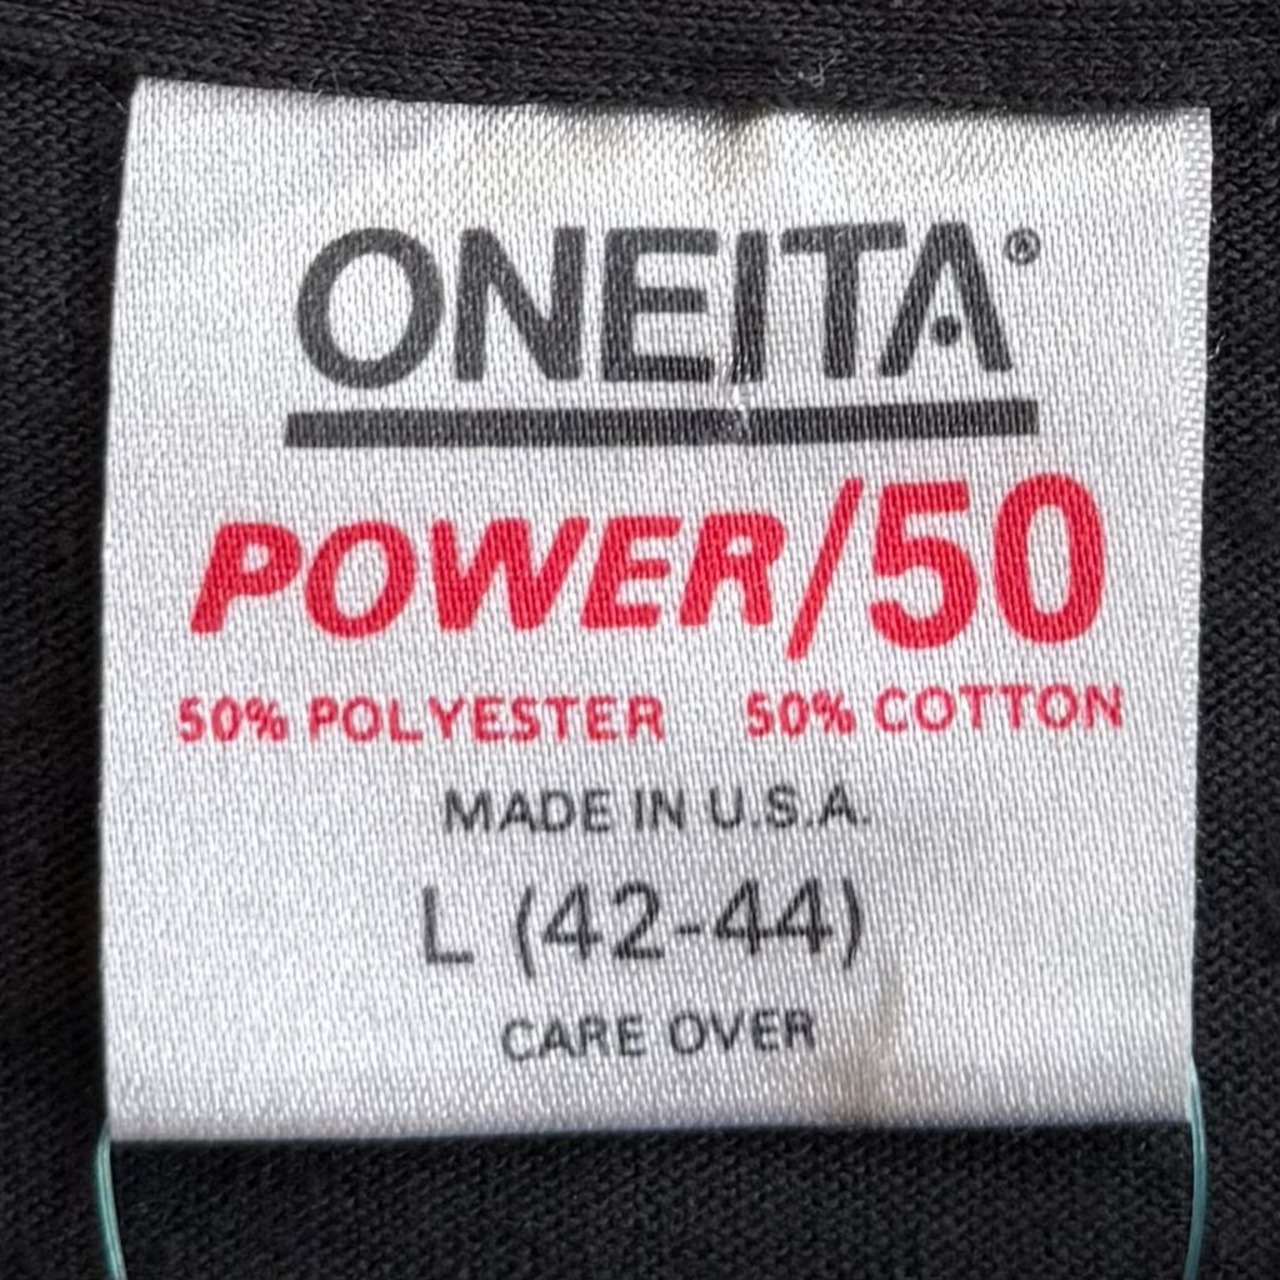 ONEITA®
POWER/50
50% POLYESTER 50% COTTON
MADE IN U.S.A.
L (42-44)
CARE OVER